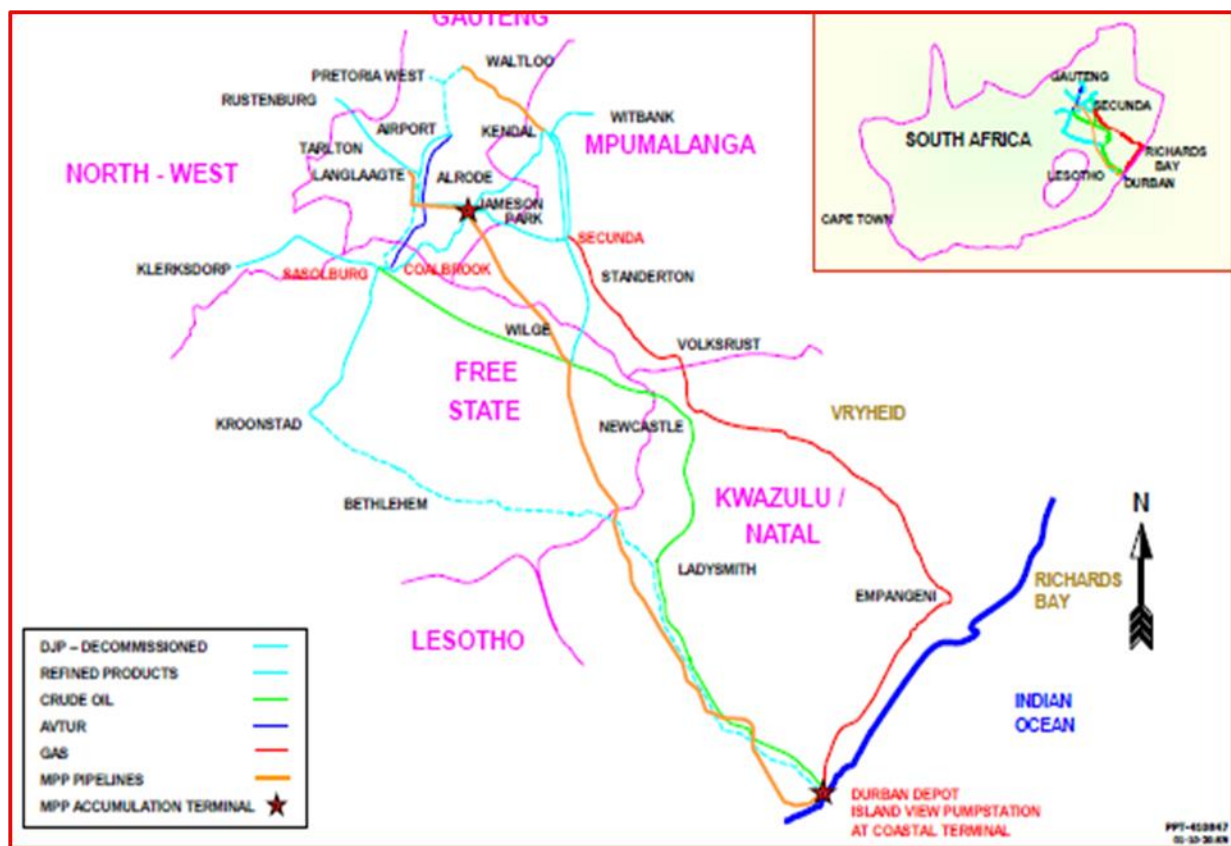 GAUTENG
WALTLOO
PRETORIA WEST
RUSTENBURG
AIRPORT
KENDAL
WITBANK
MPUMALANGA
TARLTON
NORTH - WEST
LANGLAAGTE
ALRODE
JAMESON
PARK
SECUNDA
KLERKSDORP
SASOLBURG
COALBROOK
STANDERTON
WILGE
VOLKSRUST
FREE
STATE
VRYHEID
KROONSTAD
NEWCASTLE
BETHLEHEM
KWAZULU /
NATAL
LADYSMITH
EMPANGENI
RICHARDS
BAY
LESOTHO
INDIAN
OCEAN
DURBAN DEPOT
ISLAND VIEW PUMPSTATION
AT COASTAL TERMINAL
N
GAUTENG
SECUNDA
SOUTH AFRICA
RICHARDS
BAY
LESOTHO
DURBAN
CAPE TOWN
DJP – DECOMMISSIONED
REFINED PRODUCTS
CRUDE OIL
AVTUR
GAS
MPP PIPELINES
MPP ACCUMULATION TERMINAL